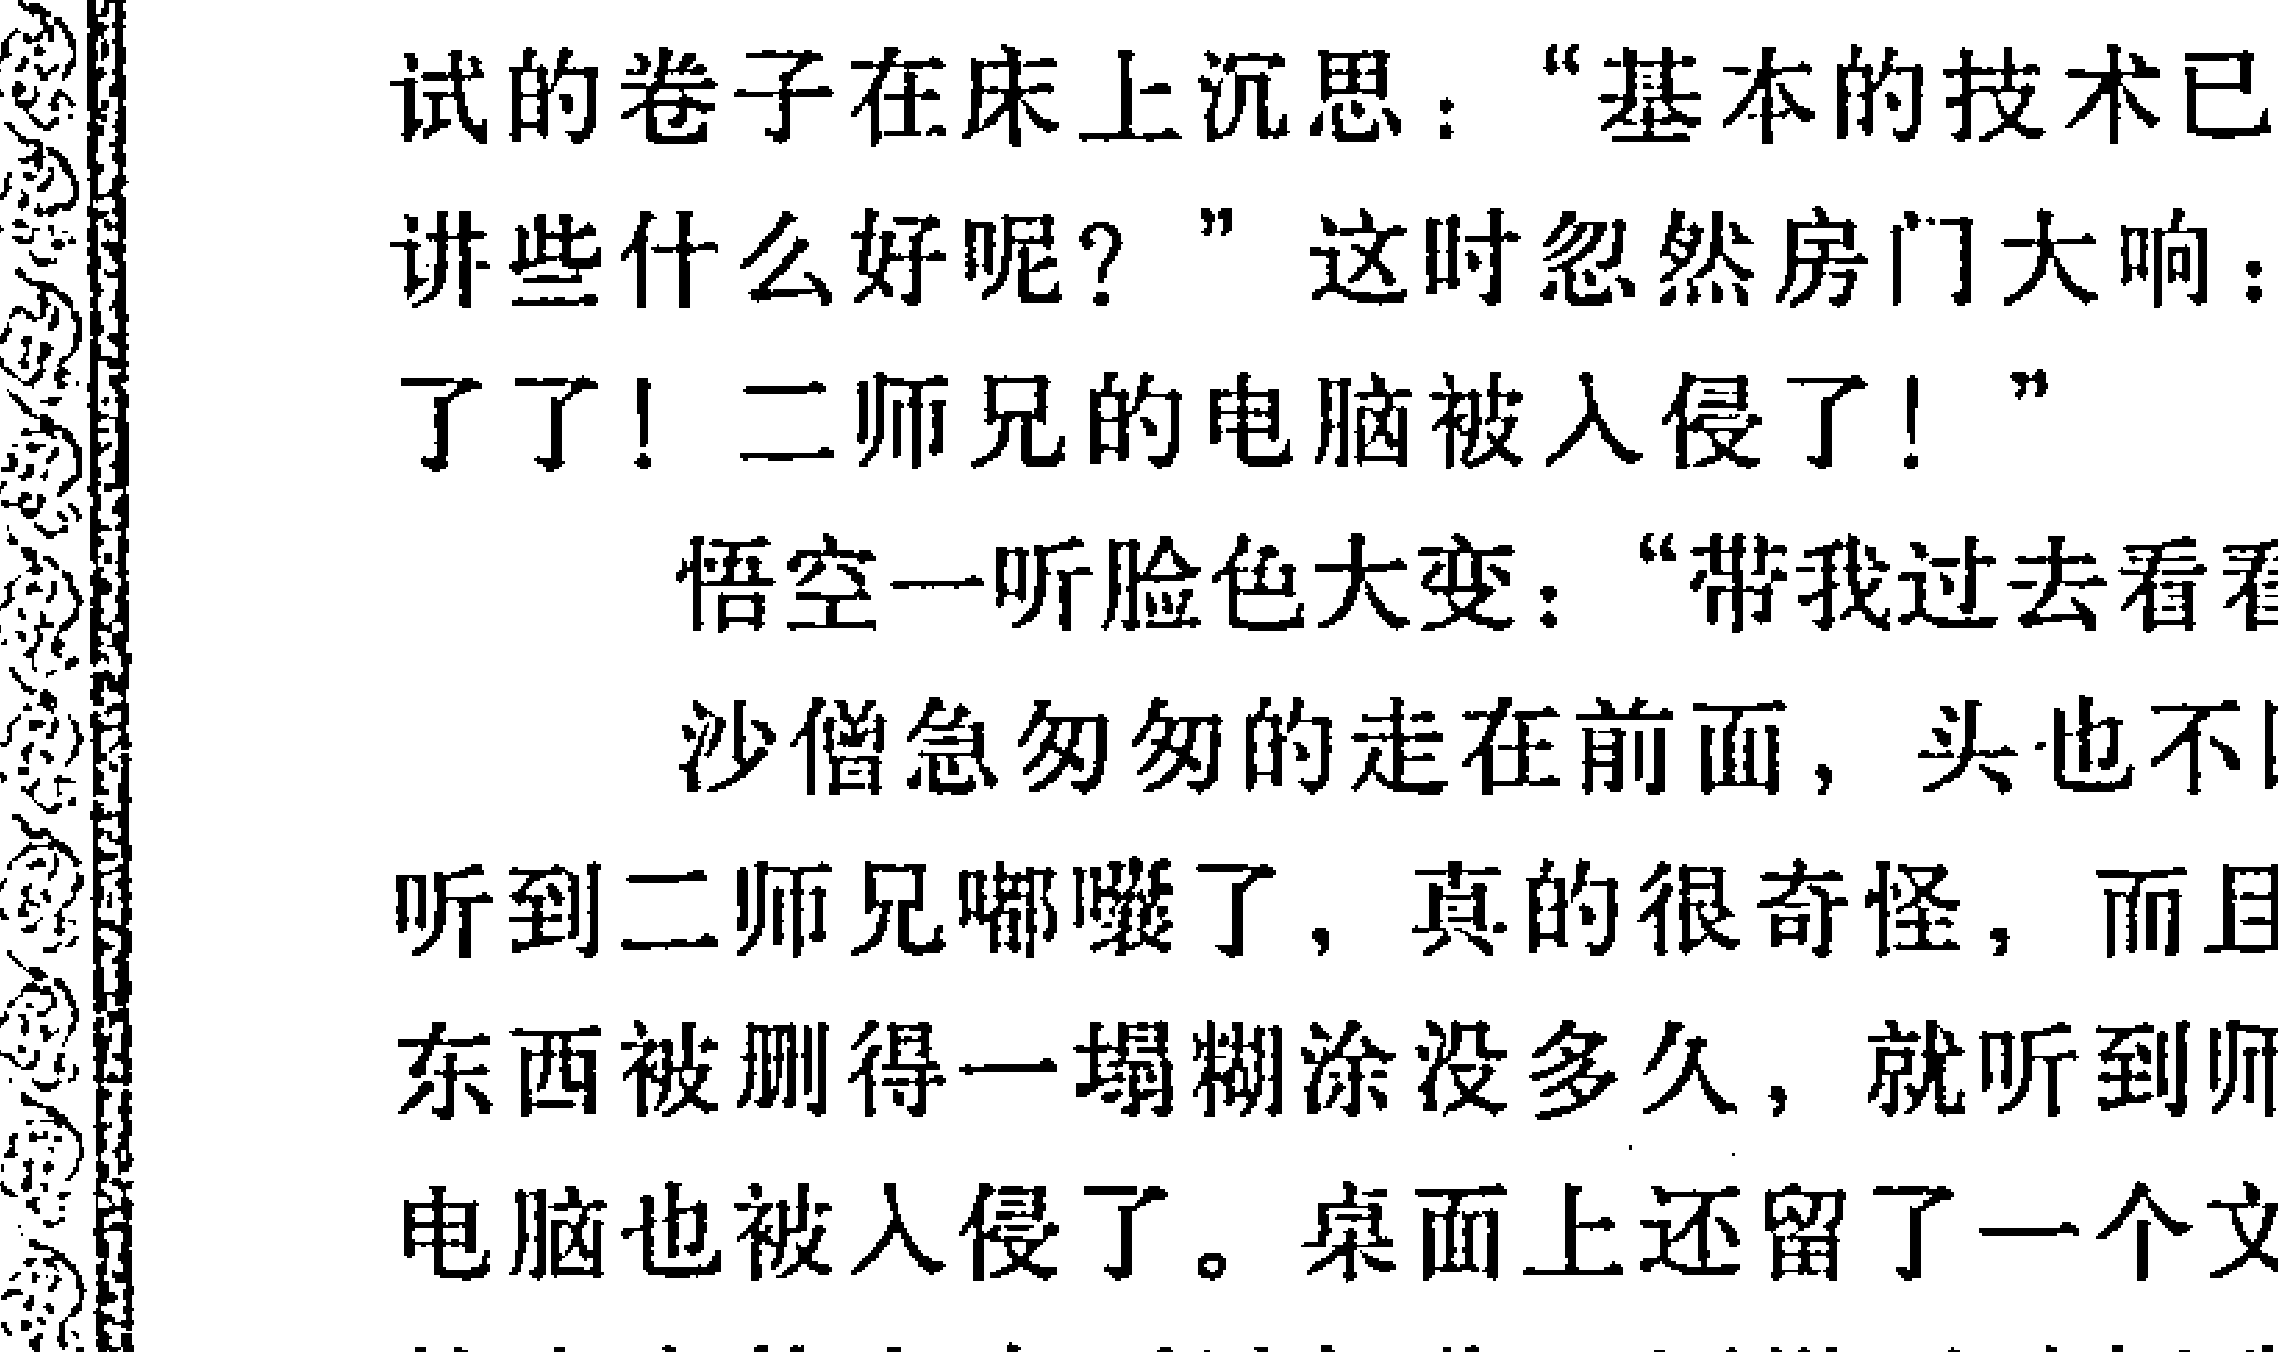 试的卷子在床上沉思：“基本的技术已
讲些什么好呢？”这时忽然房门大响：
了了！二师兄的电脑被入侵了！”
悟空一听脸色大变：“带我过去看看
沙僧急匆匆的走在前面，头也不
听到二师兄嘟囔了，真的很奇怪，而且
东西被删得一塌糊涂没多久，就听到师
电脑也被入侵了。桌面上还留了一个文